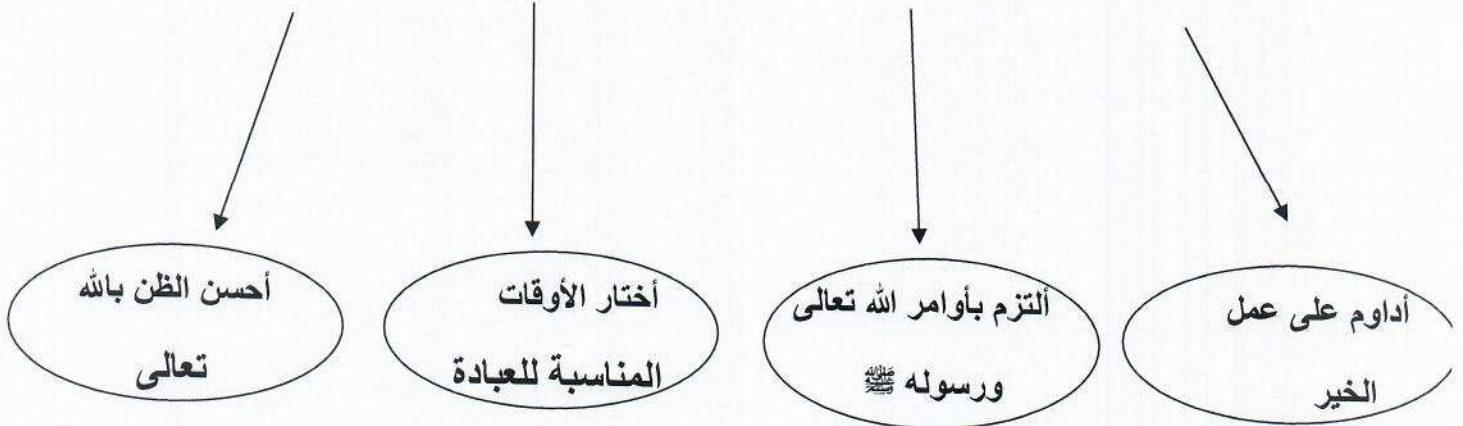 أداوم على عمل
الخير
ألتزم بأوامر الله تعالى
ورسوله ﷺ
أختار الأوقات
المناسبة للعبادة
أحسن الظن بالله
تعالى